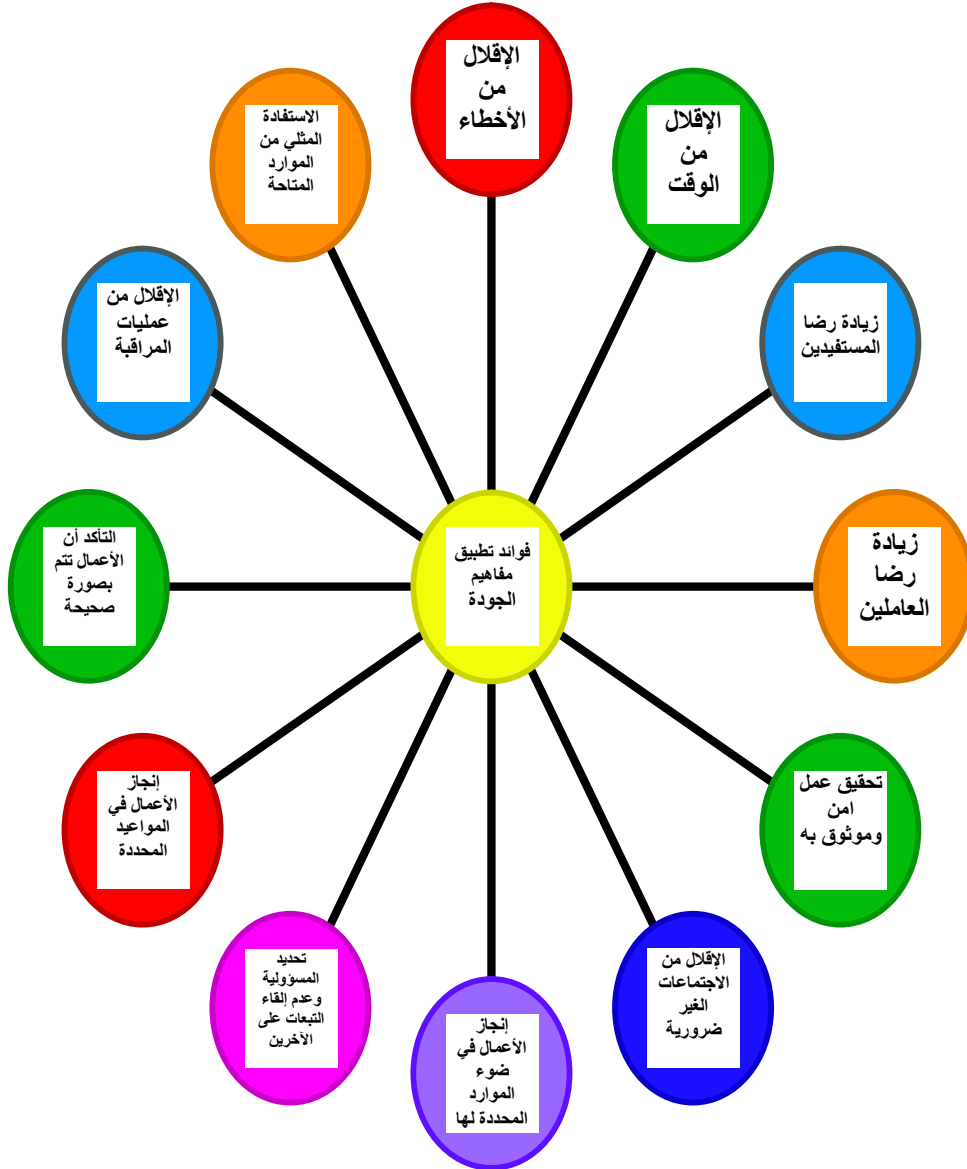 الإقلال
من
الأخطاء
الإقلال
من
الوقت
زيادة رضا
المستفيدين
زيادة
رضا
العاملين
تحقيق عمل
امن
وموثوق به
الإقلال من
الاجتماعات
الغير
ضرورية
إنجاز
الأعمال في
ضوء
الموارد
المحددة لها
تحديد
المسؤولية
وعدم إلقاء
التبعات على
الآخرين
إنجاز
الأعمال في
المواعيد
المحددة
التأكد أن
الأعمال تتم
بصورة
صحيحة
الإقلال من
عمليات
المراقبة
الاستفادة
المثلي من
الموارد
المتاحة
فوائد تطبيق
مفاهيم
الجودة